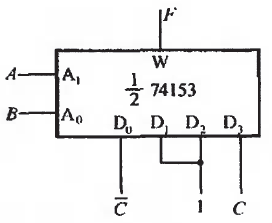 F
W
A A₁ ½ 74153
B A₀
D₀ D₁ D₂ D₃
C̅ 1 C